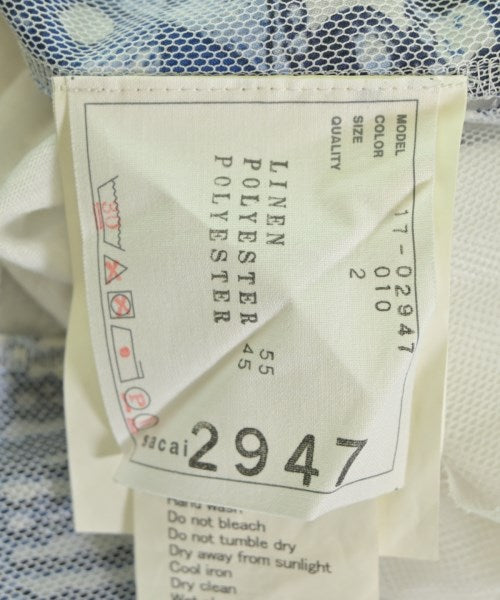 MODEL 17-02947
COLOR 010
SIZE 2
QUALITY
LINEN 55
POLYESTER 45
POLYESTER
30
P
sacai 2947
Hand wash
Do not bleach
Do not tumble dry
Dry away from sunlight
Cool iron
Dry clean